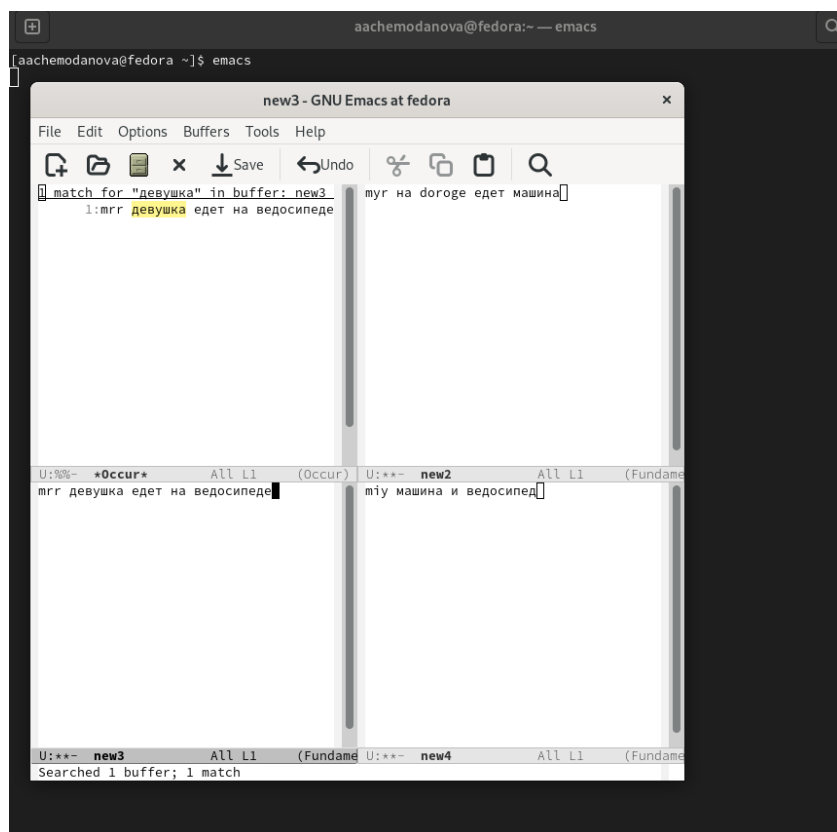 aachemodanova@fedora:~ — emacs
[aachemodanova@fedora ~]$ emacs
new3 - GNU Emacs at fedora
File Edit Options Buffers Tools Help
Save Undo
1 match for "девушка" in buffer: new3
1:mrr девушка едет на ведосипеде
myr на doroge едет машина
U:%%- *Occur* All L1 (Occur)
U:**- new2 All L1 (Fundame
mrr девушка едет на ведосипеде
miy машина и ведосипед
U:**- new3 All L1 (Fundame
U:**- new4 All L1 (Fundame
Searched 1 buffer; 1 match